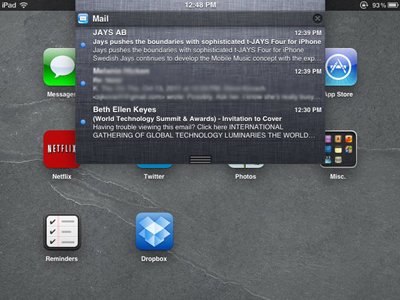 iPad 12:48 PM 93%
Mail
JAYS AB 12:39 PM
Jays pushes the boundaries with sophisticated t-JAYS Four for iPhone
Jays pushes the boundaries with sophisticated t-JAYS Four for iPhone
Swedish Jays continues to develop the Mobile Music concept with the exp…
12:39 PM
Beth Ellen Keyes 12:30 PM
(World Technology Summit & Awards) - Invitation to Cover
Having trouble viewing this email? Click here INTERNATIONAL
GATHERING OF GLOBAL TECHNOLOGY LUMINARIES THE WORLD…
Messages
App Store
NETFLIX
Netflix
Twitter
Photos
Misc.
Reminders
Dropbox